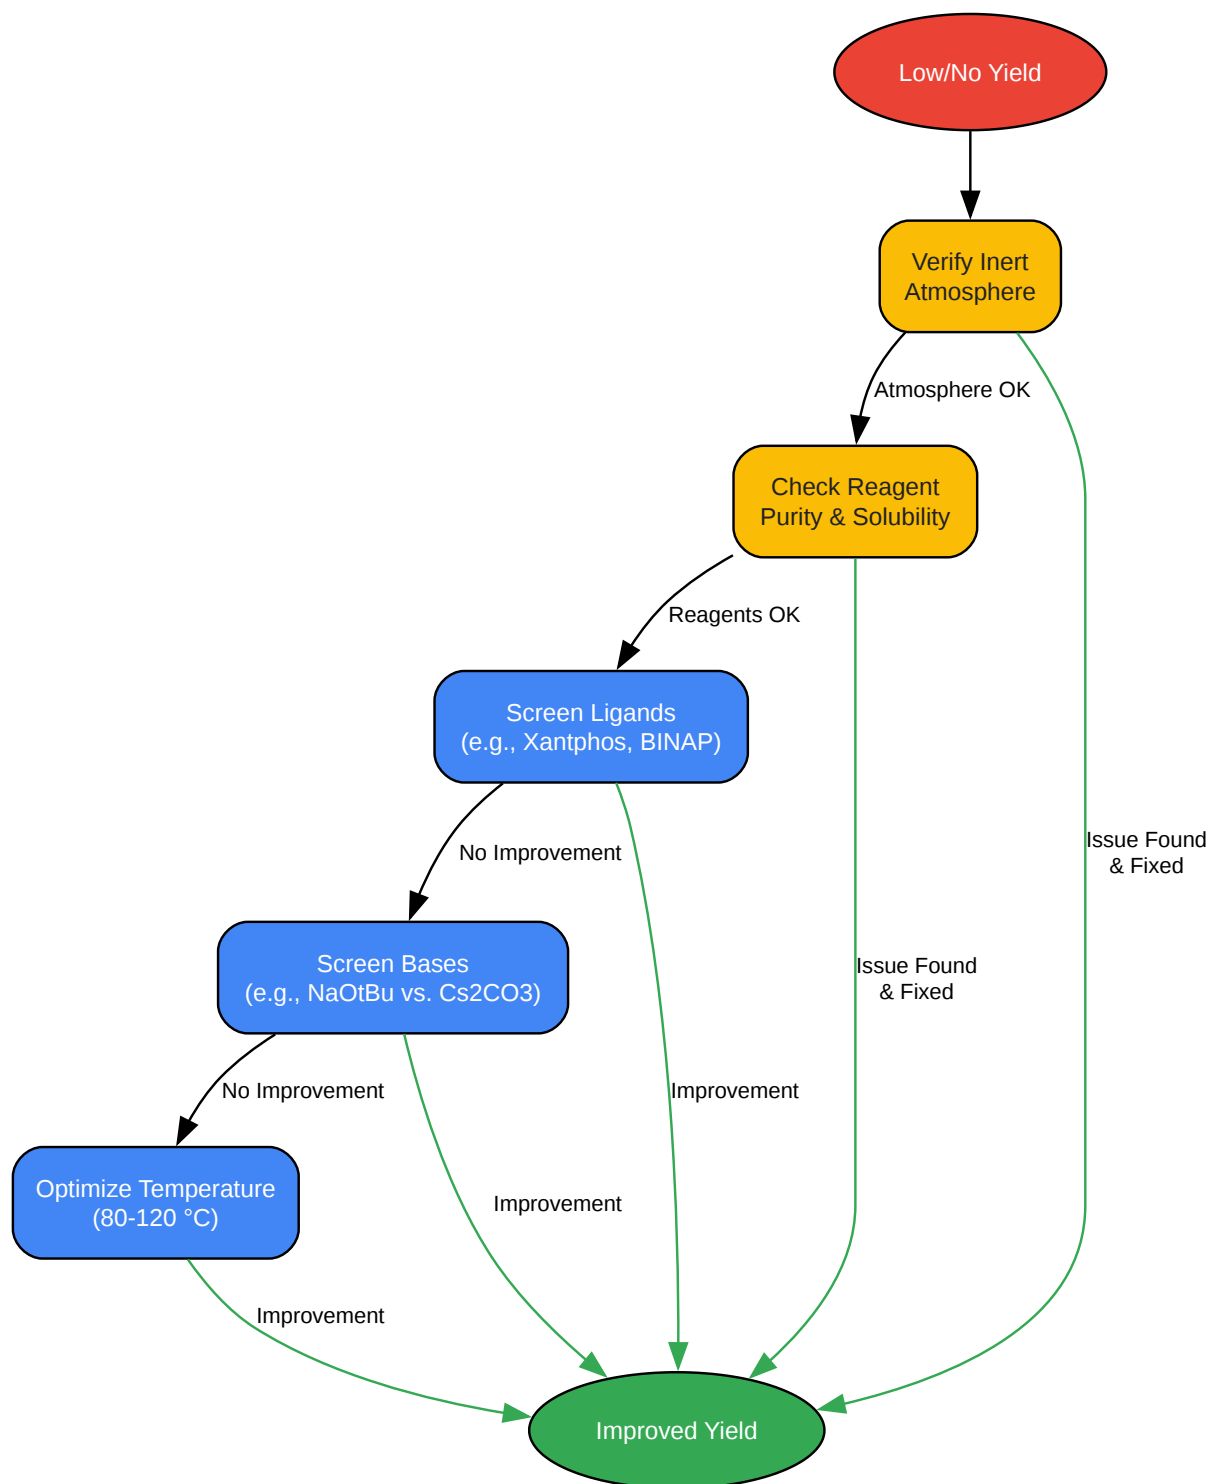 Low/No Yield
Verify Inert
Atmosphere
Atmosphere OK
Check Reagent
Purity & Solubility
Reagents OK
Screen Ligands
(e.g., Xantphos, BINAP)
No Improvement
Issue Found
& Fixed
Screen Bases
(e.g., NaOtBu vs. Cs2CO3)
Issue Found
& Fixed
No Improvement
Improvement
Optimize Temperature
(80-120 °C)
Improvement
Improvement
Improved Yield